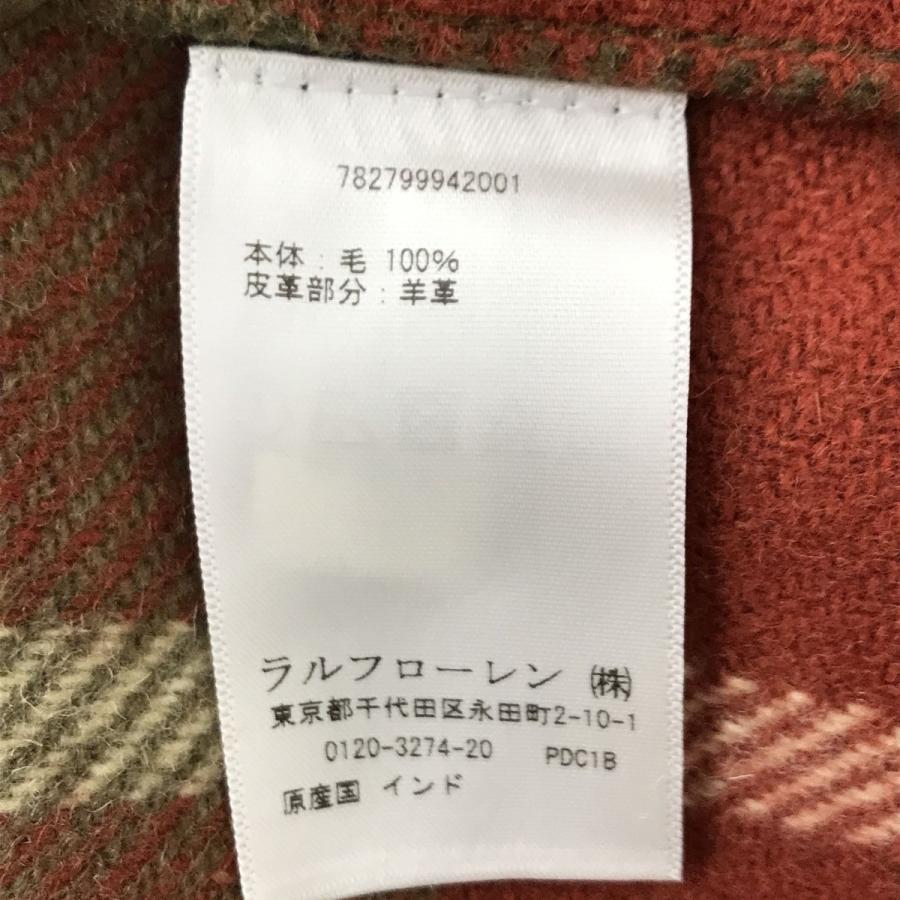 782799942001
本体：毛 100%
皮革部分：羊革
ラルフローレン ㈱
東京都千代田区永田町2-10-1
0120-3274-20 PDC1B
原産国 インド